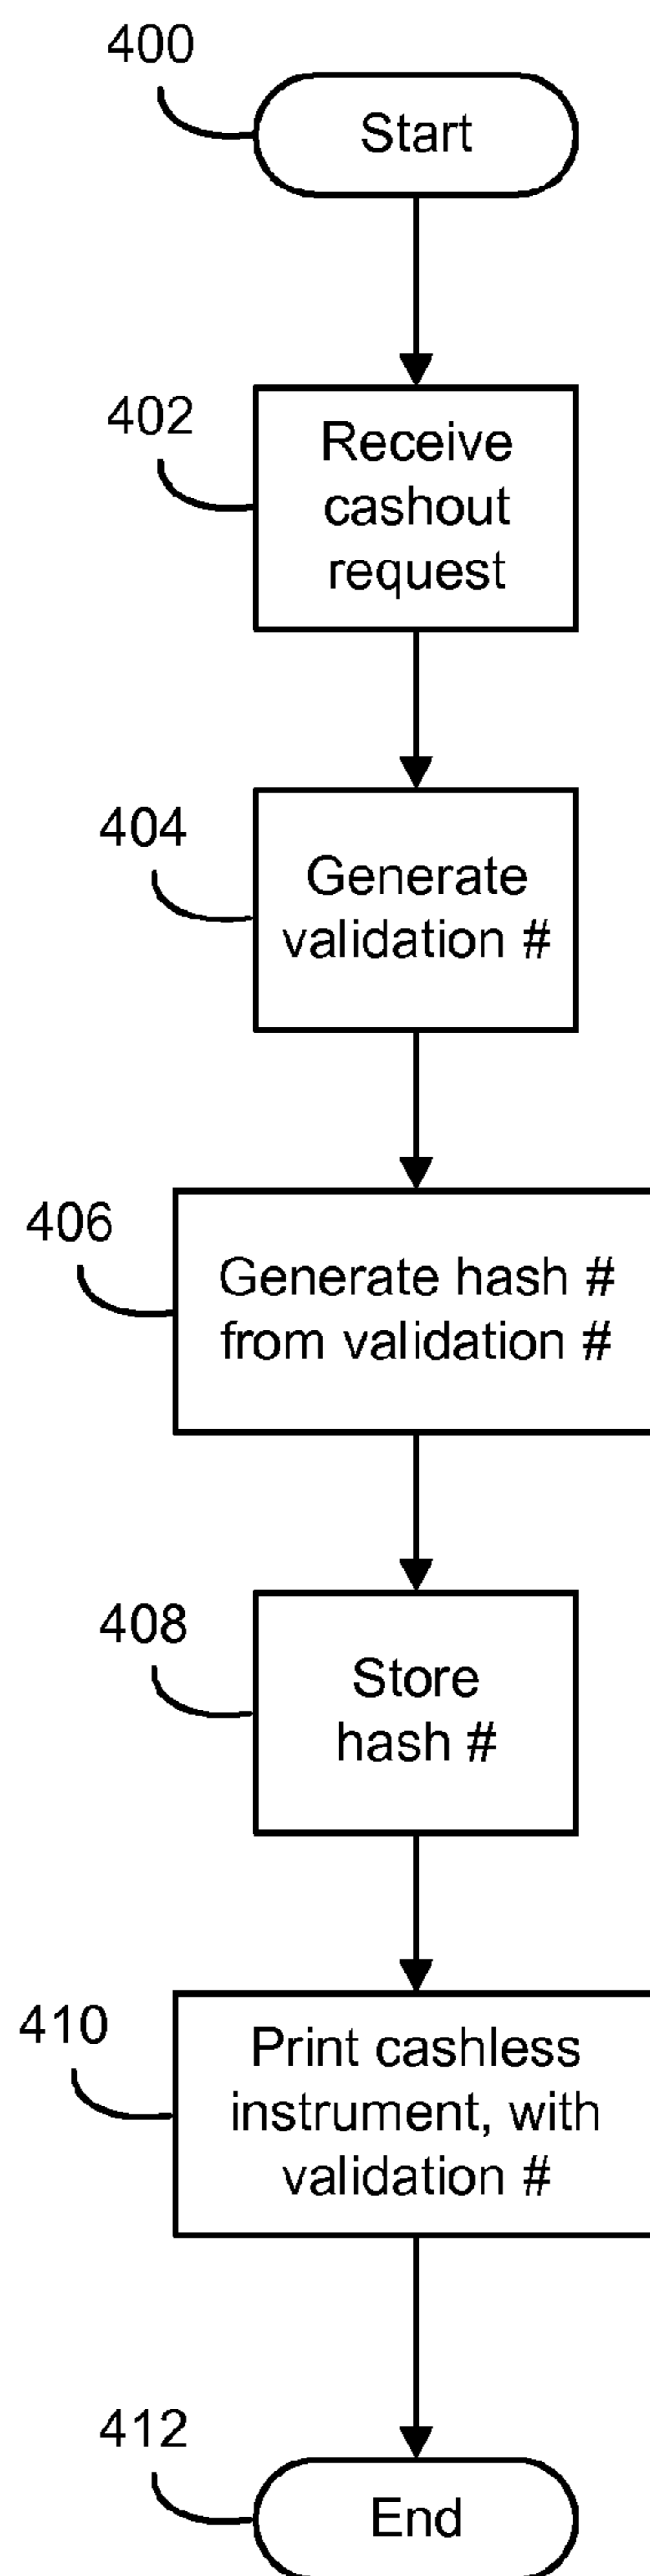 400
Start
402
Receive
cashout
request
404
Generate
validation #
406
Generate hash #
from validation #
408
Store
hash #
410
Print cashless
instrument, with
validation #
412
End